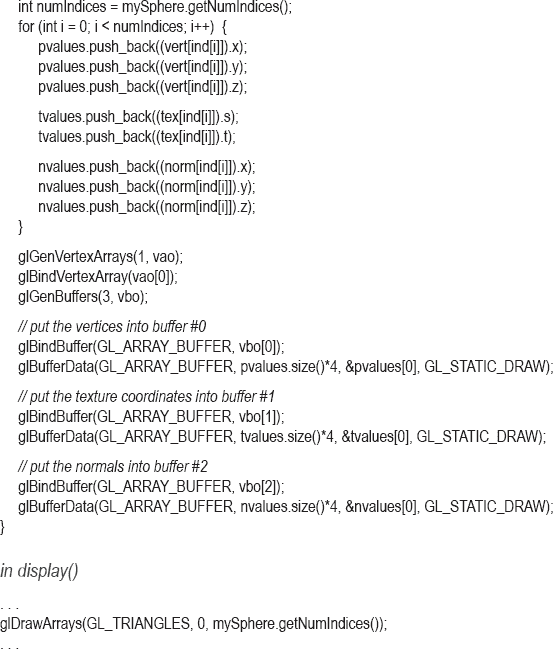 int numIndices = mySphere.getNumIndices();
for (int i = 0; i < numIndices; i++) {
pvalues.push_back((vert[ind[i]]).x);
pvalues.push_back((vert[ind[i]]).y);
pvalues.push_back((vert[ind[i]]).z);
tvalues.push_back((tex[ind[i]]).s);
tvalues.push_back((tex[ind[i]]).t);
nvalues.push_back((norm[ind[i]]).x);
nvalues.push_back((norm[ind[i]]).y);
nvalues.push_back((norm[ind[i]]).z);
}
glGenVertexArrays(1, vao);
glBindVertexArray(vao[0]);
glGenBuffers(3, vbo);
// put the vertices into buffer #0
glBindBuffer(GL_ARRAY_BUFFER, vbo[0]);
glBufferData(GL_ARRAY_BUFFER, pvalues.size()*4, &pvalues[0], GL_STATIC_DRAW);
// put the texture coordinates into buffer #1
glBindBuffer(GL_ARRAY_BUFFER, vbo[1]);
glBufferData(GL_ARRAY_BUFFER, tvalues.size()*4, &tvalues[0], GL_STATIC_DRAW);
// put the normals into buffer #2
glBindBuffer(GL_ARRAY_BUFFER, vbo[2]);
glBufferData(GL_ARRAY_BUFFER, nvalues.size()*4, &nvalues[0], GL_STATIC_DRAW);
}
in display()
. . .
glDrawArrays(GL_TRIANGLES, 0, mySphere.getNumIndices());
. . .